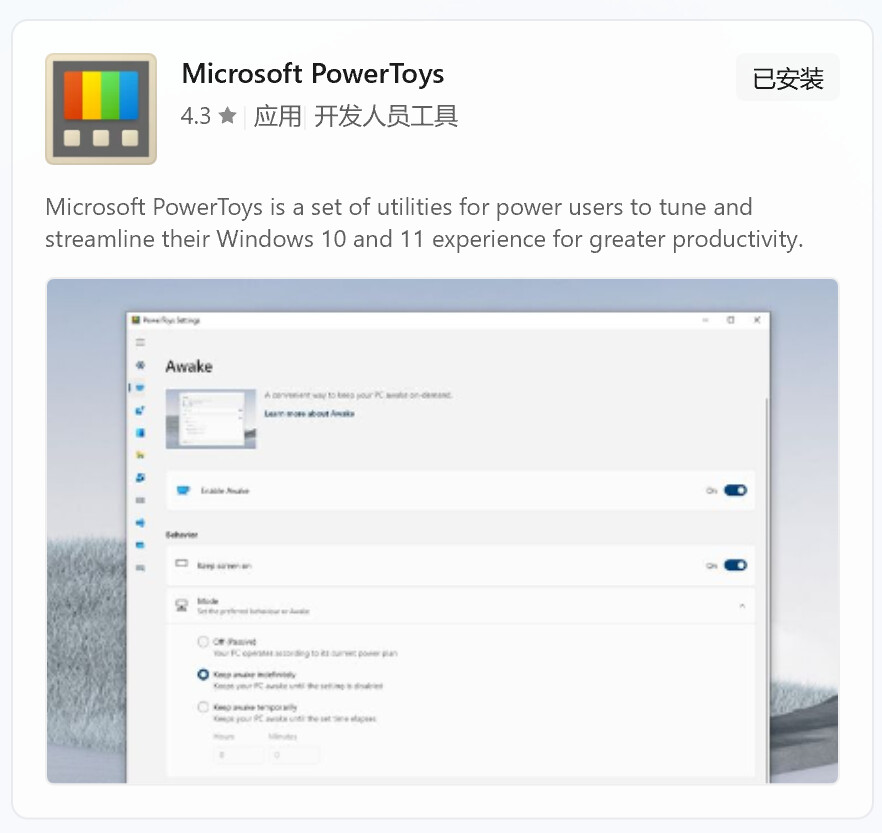 Microsoft PowerToys
已安装
4.3 ★ 应用 开发人员工具
Microsoft PowerToys is a set of utilities for power users to tune and
streamline their Windows 10 and 11 experience for greater productivity.
PowerToys Settings
Awake
A convenient way to keep your PC awake on-demand.
Learn more about Awake
Enable Awake
On
Behavior
Keep screen on
On
Mode
Set the preferred behaviour or Awake
Off (Passive)
Your PC operates according to its current power plan
Keep awake indefinitely
Keeps your PC awake until the setting is disabled
Keep awake temporarily
Keeps your PC awake until the set time elapses
Hours Minutes
8 0